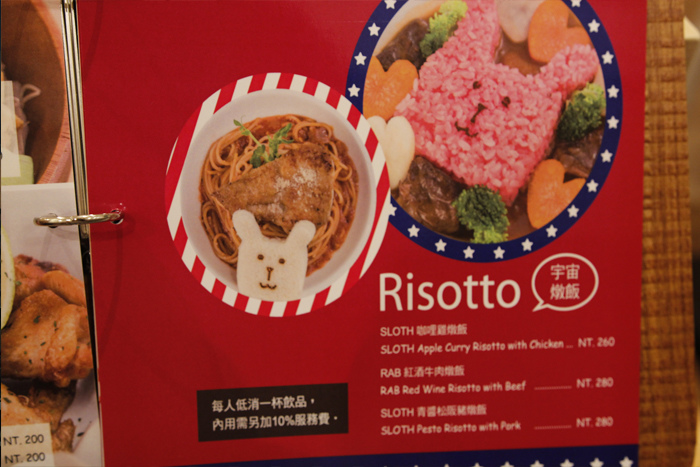 Risotto
宇宙
燉飯
SLOTH 咖哩雞燉飯
SLOTH Apple Curry Risotto with Chicken ... NT. 260
RAB 紅酒牛肉燉飯
RAB Red Wine Risotto with Beef ———— NT. 280
SLOTH 青醬松阪豬燉飯
SLOTH Pesto Risotto with Pork ———— NT. 280
每人低消一杯飲品，
內用需另加10%服務費。
NT. 200
NT. 200